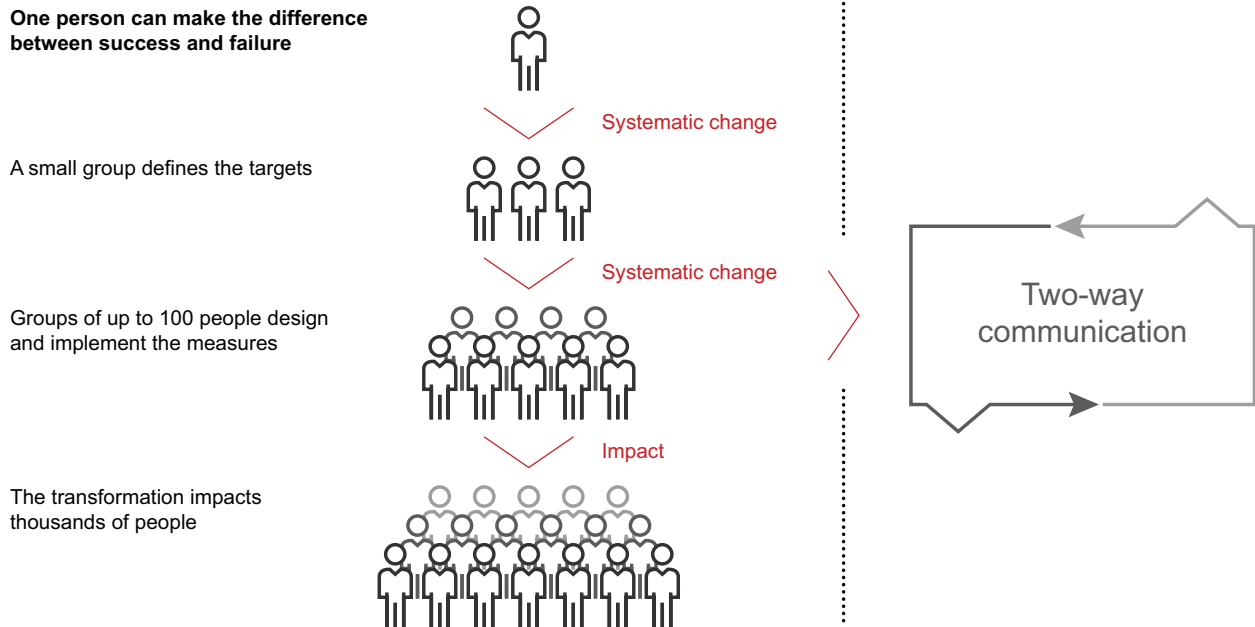 One person can make the difference
between success and failure
Systematic change
A small group defines the targets
Systematic change
Groups of up to 100 people design
and implement the measures
Impact
The transformation impacts
thousands of people
Two-way
communication